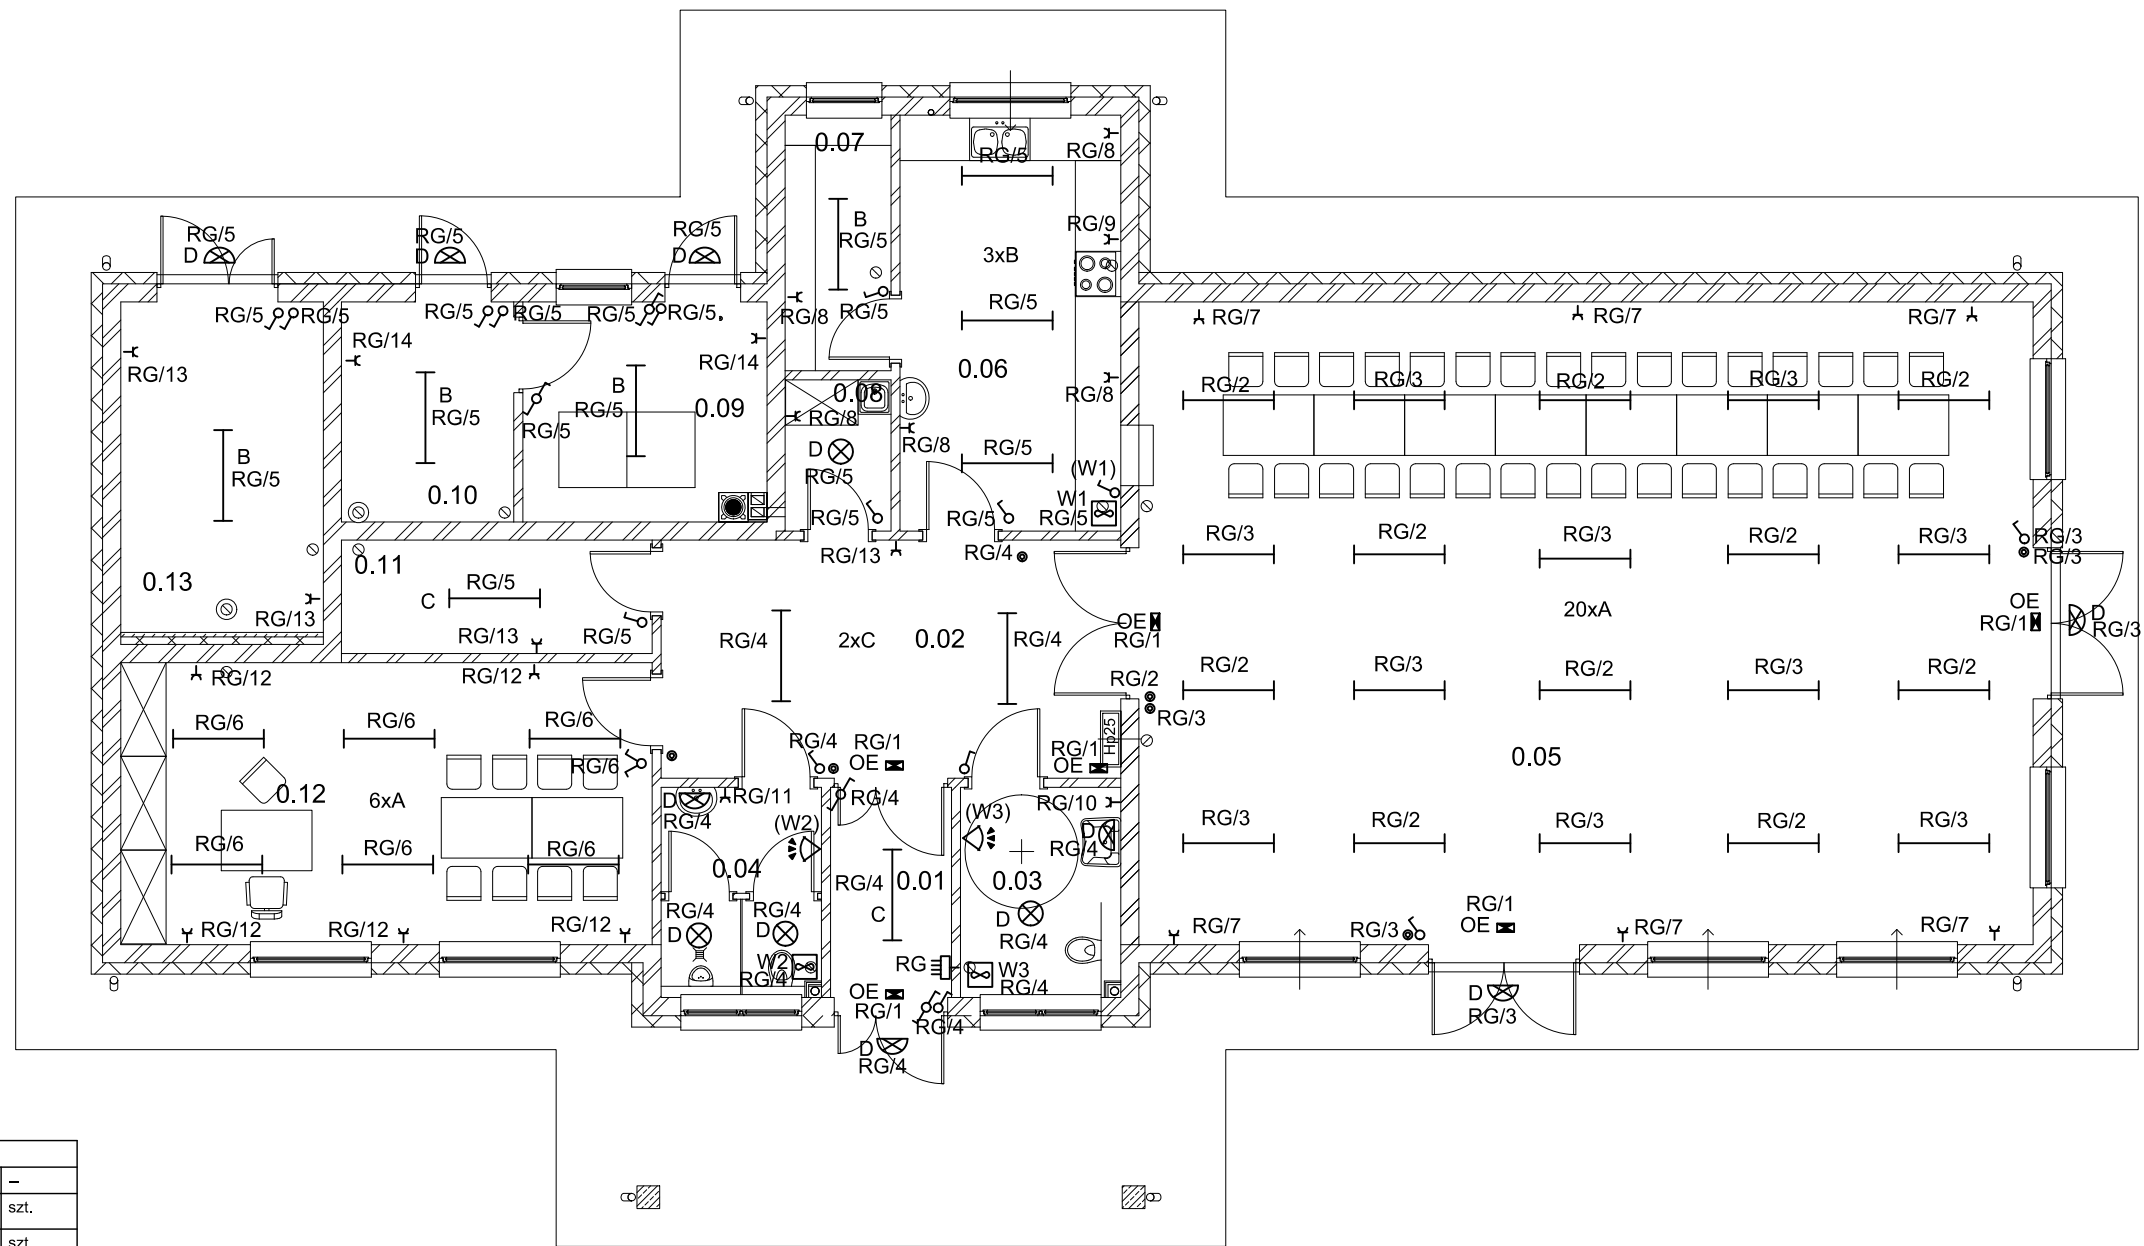 0.07
RG/5
RG/8
RG/5
RG/5
RG/5
B
RG/5
RG/9
D
D
D
3xB
RG/5
RG/5
RG/5
RG/5
RG/5
RG/5
RG/8
RG/5
RG/5
RG/7
RG/7
RG/7
RG/14
RG/14
RG/13
0.06
RG/2
RG/3
RG/2
RG/3
RG/2
B
RG/5
B
RG/5
0.09
0.08
RG/8
RG/8
RG/5
RG/8
B
RG/5
D
RG/5
RG/5
(W1)
0.10
W1
RG/5
RG/5
RG/5
RG/3
RG/2
RG/3
RG/2
RG/3
RG/3
RG/3
RG/13
RG/4
0.11
0.13
RG/5
C
RG/13
RG/13
RG/5
RG/4
2xC
0.02
RG/4
OE
RG/1
20xA
OE
RG/1
D
RG/3
RG/12
RG/12
RG/2
RG/3
RG/2
RG/3
RG/2
RG/3
RG/2
RG/6
RG/6
RG/6
RG/6
RG/4
RG/1
OE
RG/1
OE
Hp25
0.05
0.12
6xA
D
RG/11
RG/4
RG/4
RG/10
(W2)
(W3)
D
RG/4
RG/3
RG/2
RG/3
RG/2
RG/3
RG/6
RG/6
RG/6
0.04
RG/4
0.01
0.03
C
RG/4
RG/4
D
D
D
RG/4
RG/12
RG/12
RG/12
RG/7
RG/3
RG/1
OE
RG/7
RG/7
W2
RG/4
RG
W3
RG/4
OE
RG/1
RG/4
D
RG/3
D
RG/4
–
szt.
szt.